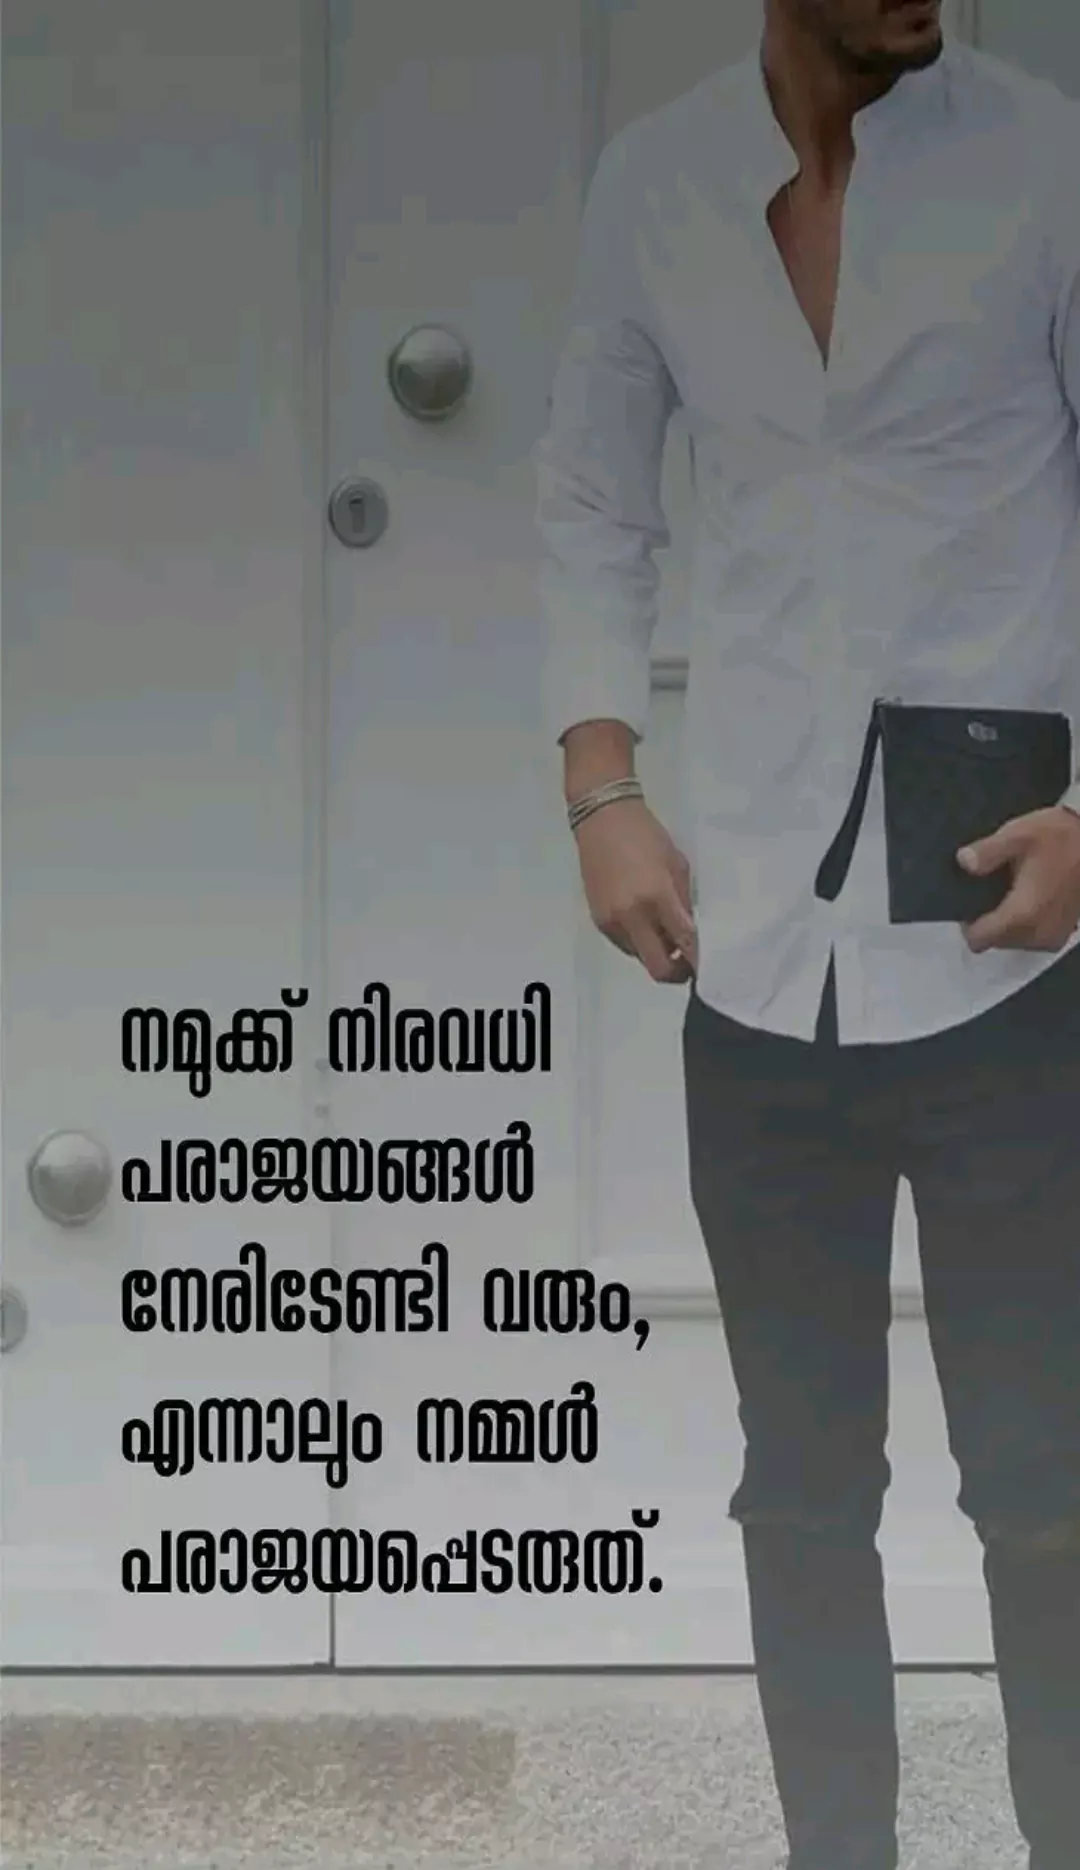 നമുക്ക് നിരവധി
പരാജയങ്ങൾ
നേരിടേണ്ടി വരും,
എന്നാലും നമ്മൾ
പരാജയപ്പെടരുത്.